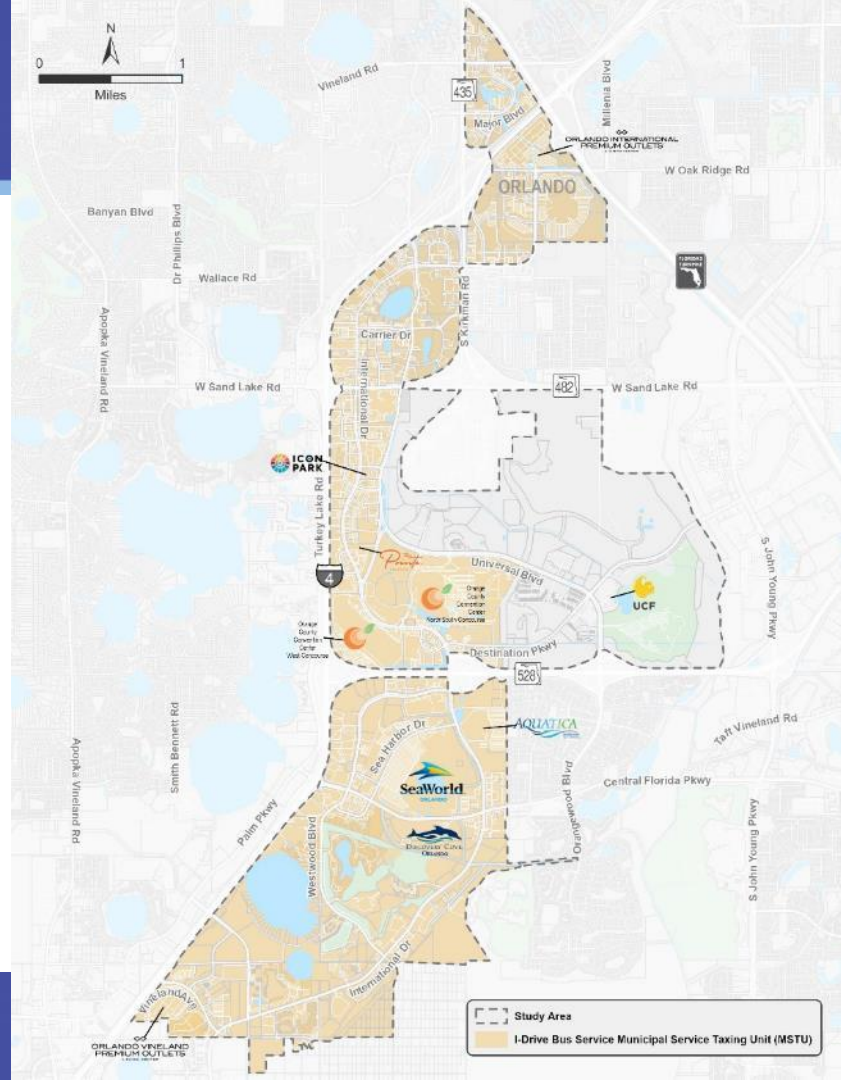 N
0 1
Miles
Vineland Rd
435
Major Blvd
Millenia Blvd
ORLANDO INTERNATIONAL
PREMIUM OUTLETS
W Oak Ridge Rd
ORLANDO
Banyan Blvd
Dr Phillips Blvd
Wallace Rd
FLORIDA'S
TURNPIKE
S Kirkman Rd
Apopka Vineland Rd
Carrier Dr
International Dr
W Sand Lake Rd
482
W Sand Lake Rd
ICON
PARK
Turkey Lake Rd
Pointe
4
Universal Blvd
S John Young Pkwy
Orange
County
Convention
Center
North South Concourse
UCF
Orange
County
Convention
Center
West Concourse
Destination Pkwy
528
AQUATICA
Taft Vineland Rd
Sea Harbor Dr
Smith Bennett Rd
Apopka Vineland Rd
SeaWorld
ORLANDO
Central Florida Pkwy
Orangewood Blvd
Palm Pkwy
Westwood Blvd
DISCOVERY COVE
ORLANDO
S John Young Pkwy
International Dr
Vineland Ave
ORLANDO VINELAND
PREMIUM OUTLETS
Study Area
I-Drive Bus Service Municipal Service Taxing Unit (MSTU)